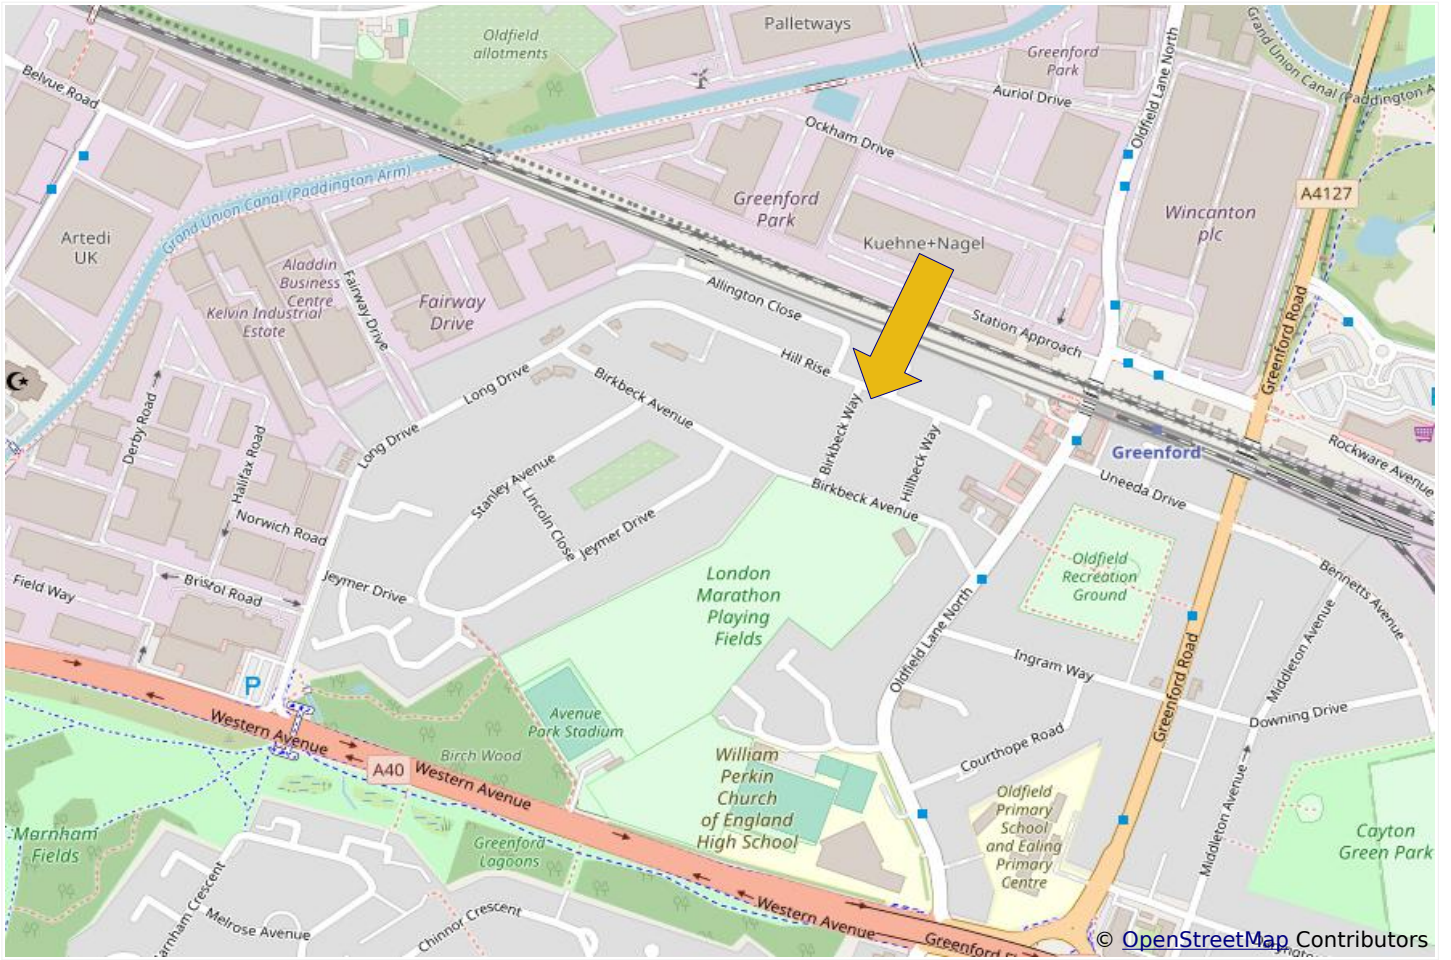 Oldfield
allotments
Palletways
Greenford
Park
Grand Union Canal (Paddington A
Belvue Road
Auriol Drive
Oldfield Lane North
Ockham Drive
A4127
Grand Union Canal (Paddington Arm)
Greenford
Park
Wincanton
plc
Artedi
UK
Kuehne+Nagel
Aladdin
Business
Centre
Fairway Drive
Fairway
Drive
Kelvin Industrial
Estate
Allington Close
Station Approach
Greenford Road
Hill Rise
Long Drive
Birkbeck Avenue
Derby Road
Long Drive
Birkbeck Way
Hillbeck Way
Greenford
Rockware Avenue
Halifax Road
Stanley Avenue
Lincoln Close
Birkbeck Avenue
Uneeda Drive
Norwich Road
Jeymer Drive
Field Way
Bristol Road
Jeymer Drive
London
Marathon
Playing
Fields
Oldfield
Recreation
Ground
Bennetts Avenue
Oldfield Lane North
Ingram Way
Middleton Avenue
Greenford Road
P
Western Avenue
Avenue
Park Stadium
Downing Drive
Birch Wood
Courthope Road
A40
Western Avenue
William
Perkin
Church
of England
High School
Oldfield
Primary
School
and Ealing
Primary
Centre
Middleton Avenue
Marnham
Fields
Greenford
Lagoons
Cayton
Green Park
arnham Crescent
Melrose Avenue
Chinnor Crescent
Western Avenue
Greenford
© OpenStreetMap Contributors